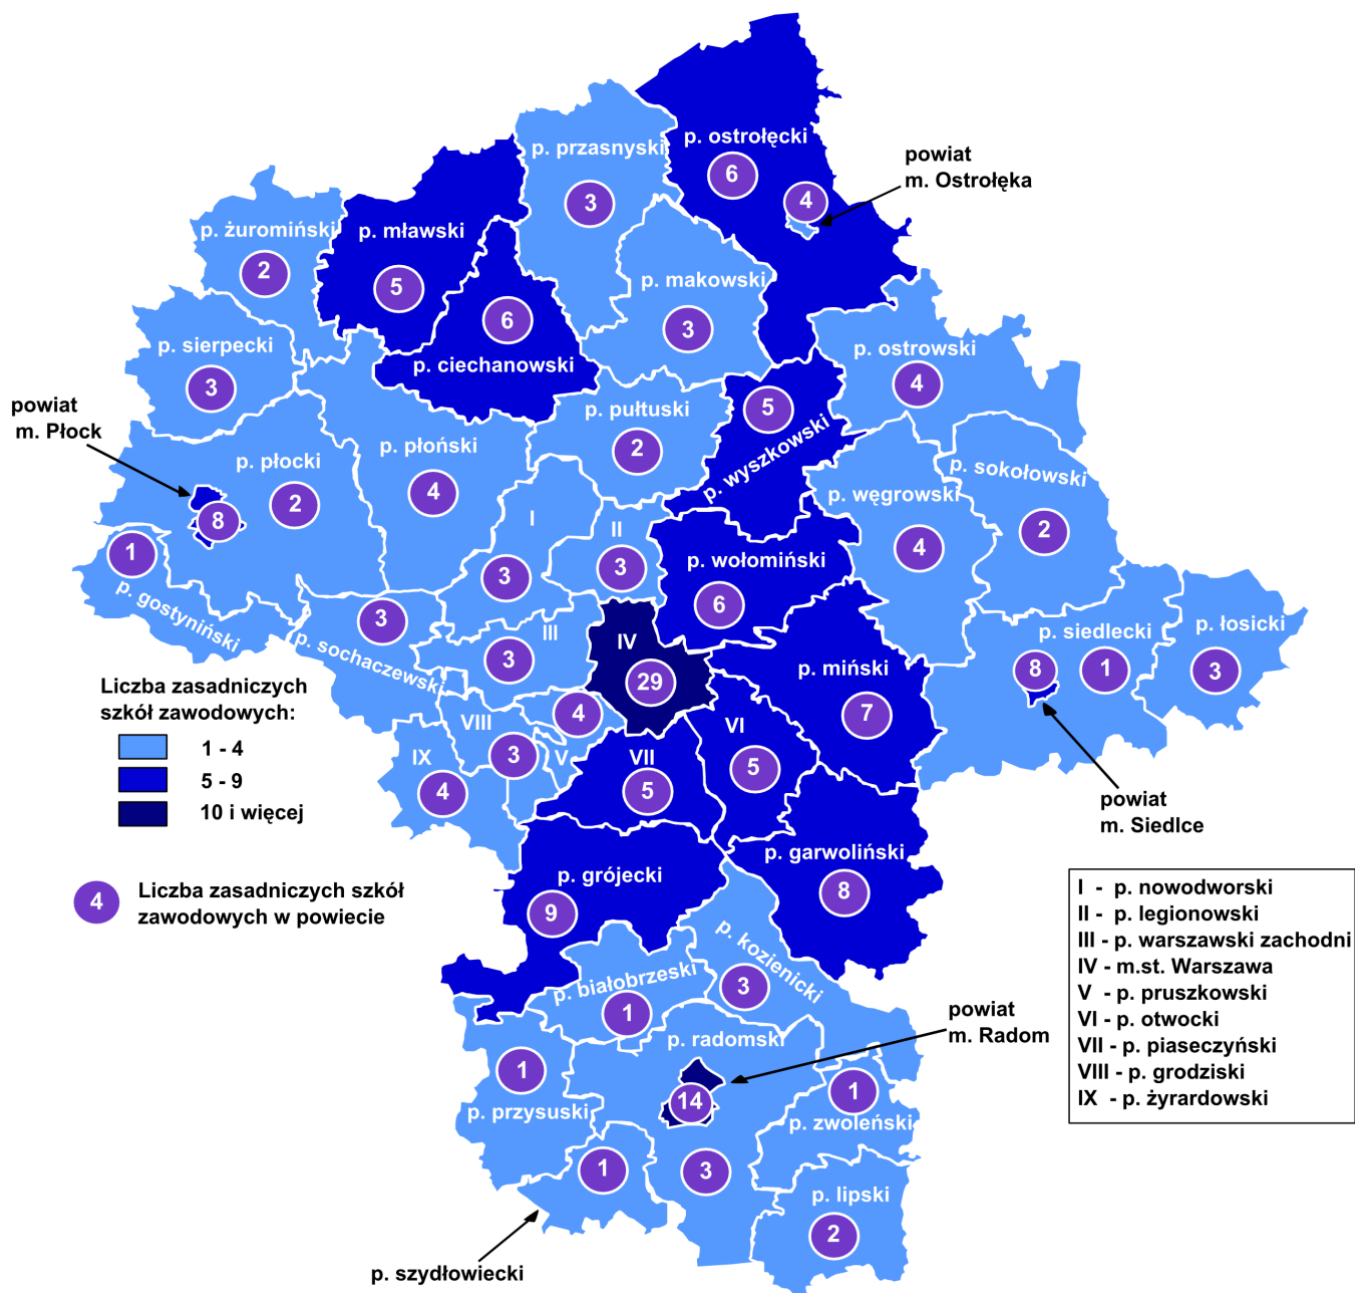 p. ostrołęcki
6
4
powiat
m. Ostrołęka
p. przasnyski
3
p. żuromiński
2
p. mławski
5
6
p. ciechanowski
p. makowski
3
p. sierpecki
3
p. ostrowski
4
powiat
m. Płock
p. płocki
8
2
p. płoński
4
p. pułtuski
2
5
p. wyszkowski
p. węgrowski
4
p. sokołowski
2
1
p. gostyniński
I
3
II
3
p. wołomiński
6
3
p. sochaczewski
III
3
IV
29
p. miński
7
p. siedlecki
8
1
p. łosicki
3
powiat
m. Siedlce
Liczba zasadniczych
szkół zawodowych:
1 - 4
5 - 9
10 i więcej
4
Liczba zasadniczych szkół
zawodowych w powiecie
VIII
3
4
V
IX
4
VII
5
VI
5
p. garwoliński
8
p. grójecki
9
p. białobrzeski
1
p. kozienicki
3
powiat
m. Radom
p. radomski
14
3
1
p. przysuski
1
p. zwoleński
1
p. szydłowiecki
p. lipski
2
I - p. nowodworski
II - p. legionowski
III - p. warszawski zachodni
IV - m.st. Warszawa
V - p. pruszkowski
VI - p. otwocki
VII - p. piaseczyński
VIII - p. grodziski
IX - p. żyrardowski